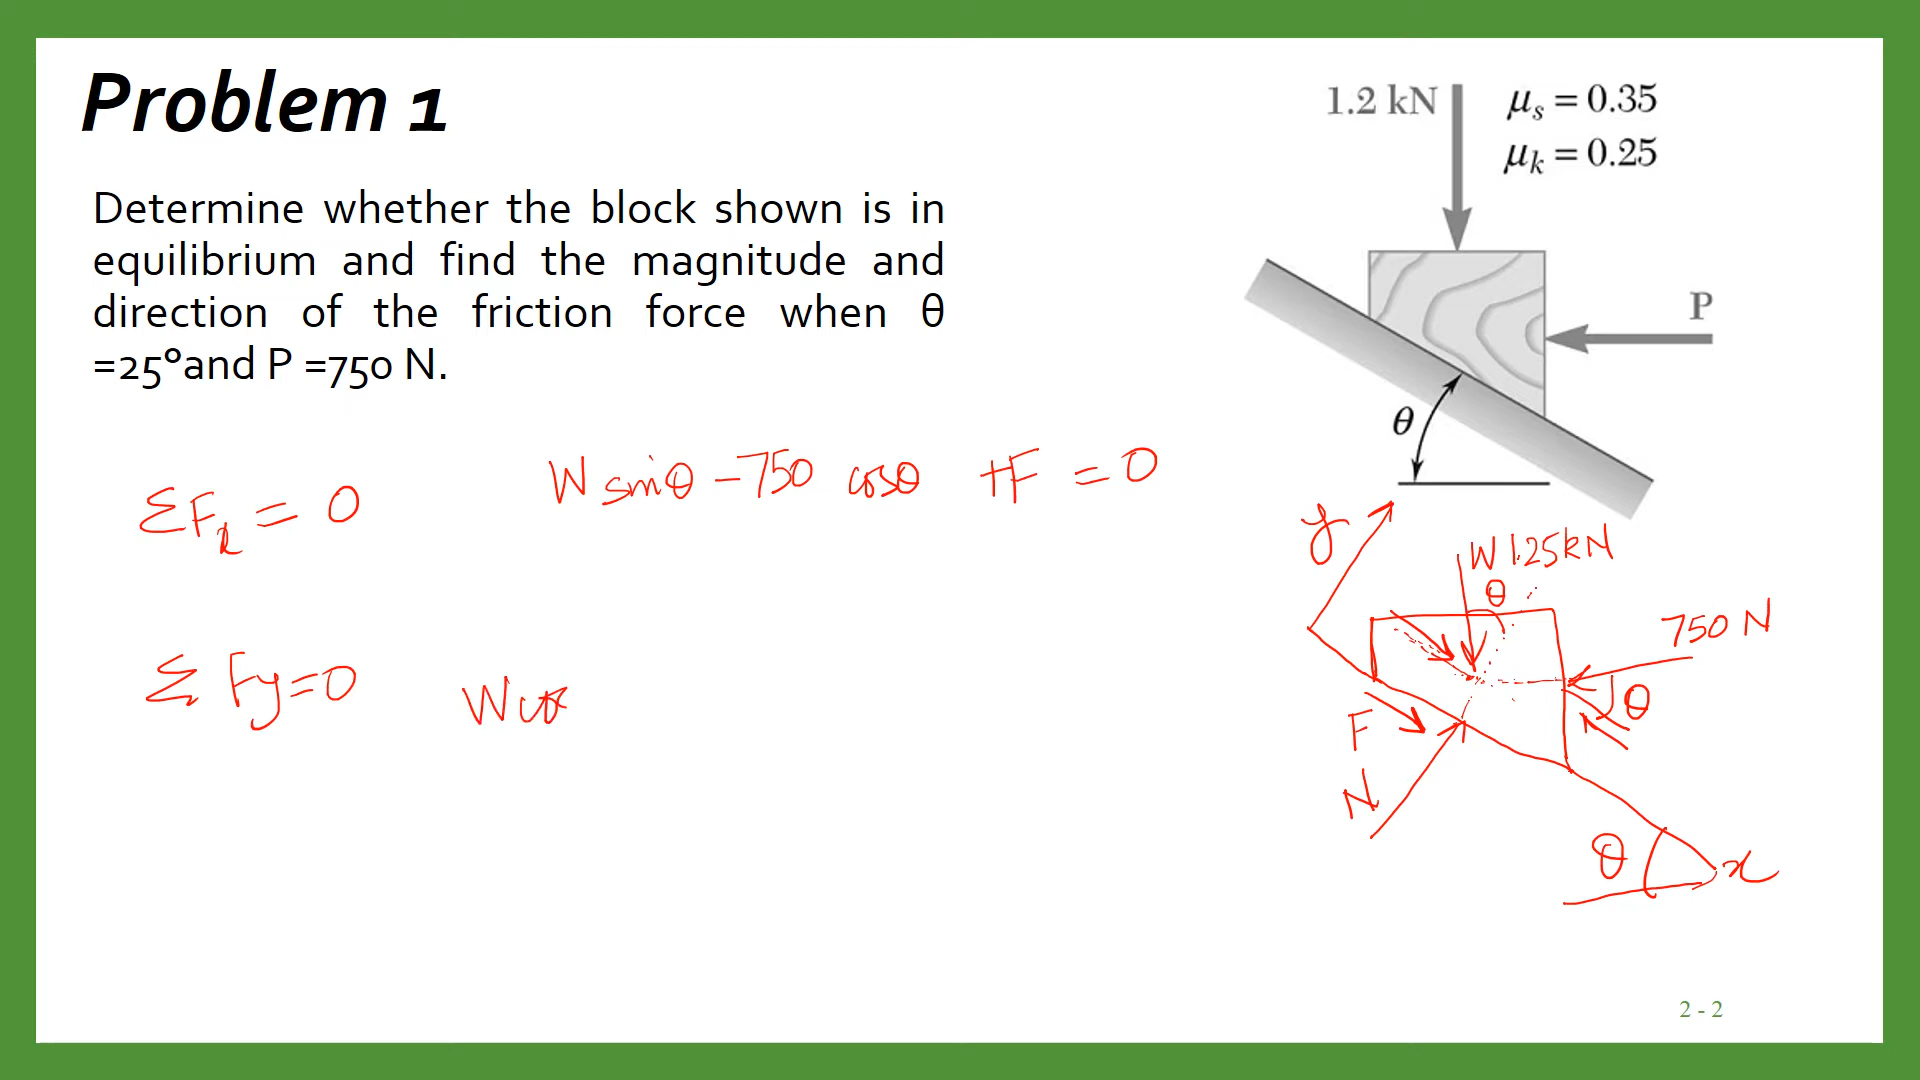 Problem 1
1.2 kN
μs = 0.35
μk = 0.25
Determine whether the block shown is in
equilibrium and find the magnitude and
direction of the friction force when θ
=25°and P =750 N.
P
θ
ΣFx = 0
W sinθ - 750 cosθ +F = 0
y
W 1.25kN
θ
750 N
θ
ΣFy=0
W cos
F
N
θ
x
2 - 2